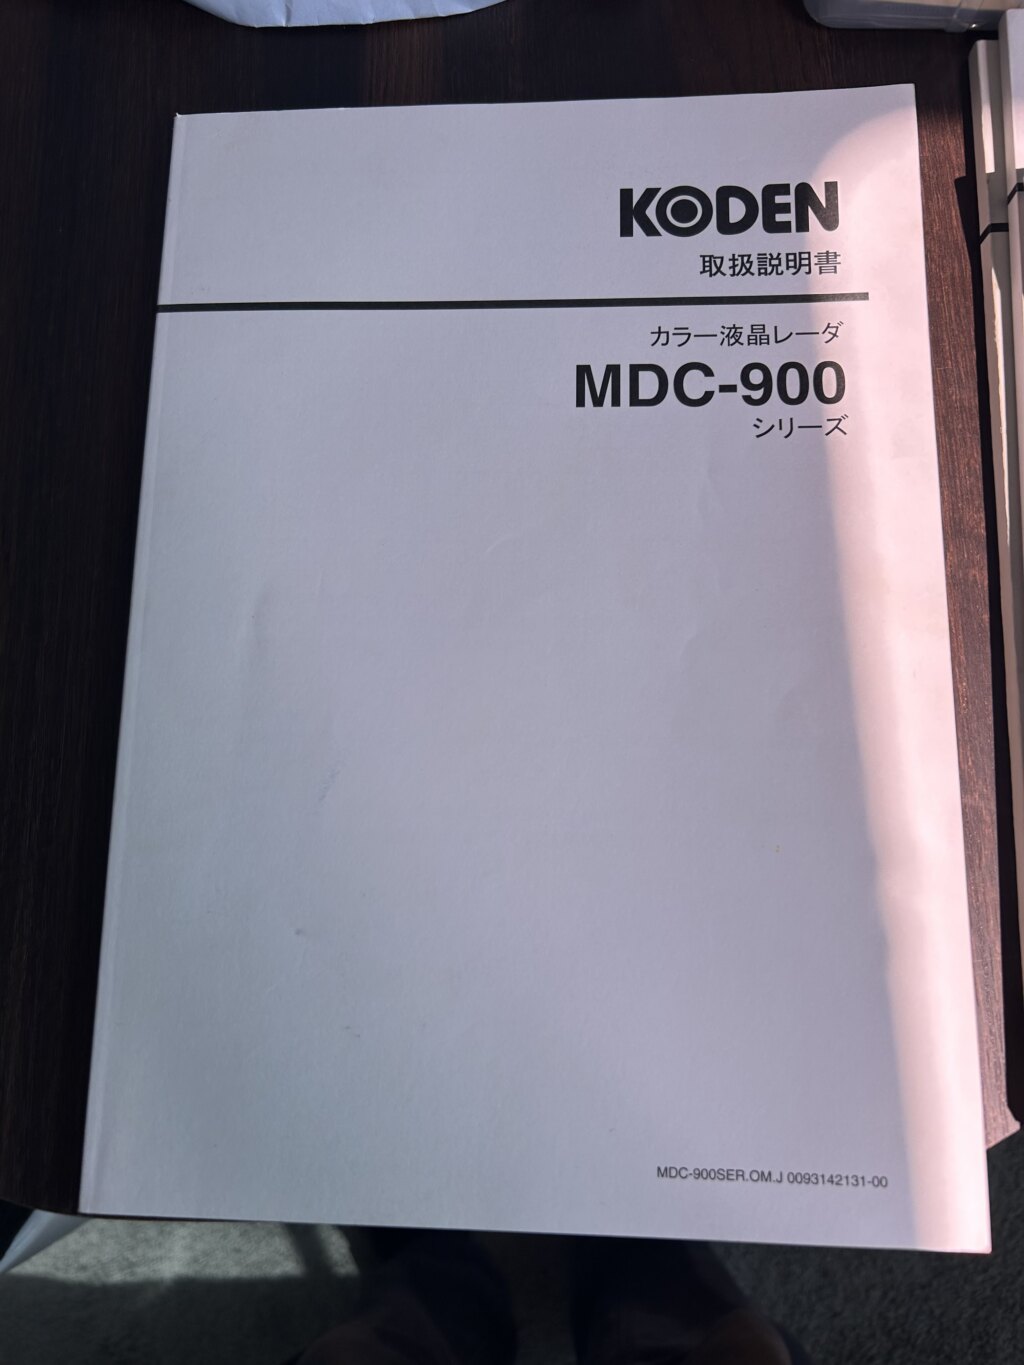 KODEN
取扱説明書
カラー液晶レーダ
MDC-900
シリーズ
MDC-900SER.OM.J 0093142131-00